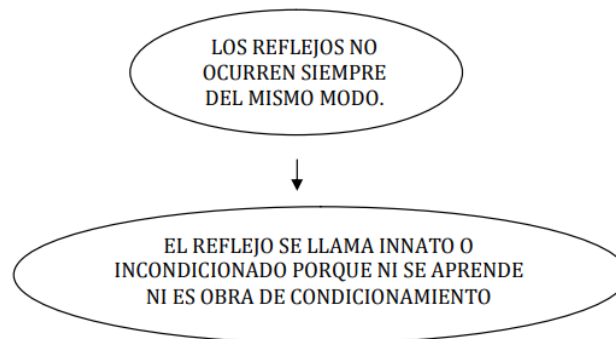 LOS REFLEJOS NO
OCURREN SIEMPRE
DEL MISMO MODO.
EL REFLEJO SE LLAMA INNATO O
INCONDICIONADO PORQUE NI SE APRENDE
NI ES OBRA DE CONDICIONAMIENTO